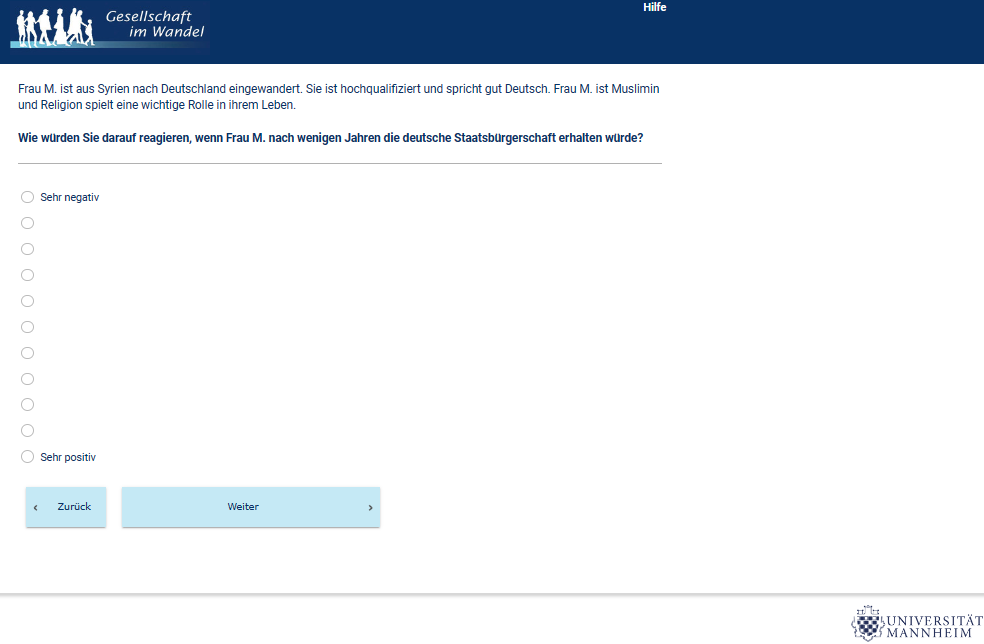 Gesellschaft
im Wandel
Hilfe
Frau M. ist aus Syrien nach Deutschland eingewandert. Sie ist hochqualifiziert und spricht gut Deutsch. Frau M. ist Muslimin
und Religion spielt eine wichtige Rolle in ihrem Leben.
Wie würden Sie darauf reagieren, wenn Frau M. nach wenigen Jahren die deutsche Staatsbürgerschaft erhalten würde?
Sehr negativ
Sehr positiv
‹ Zurück
Weiter ›
UNIVERSITÄT
MANNHEIM